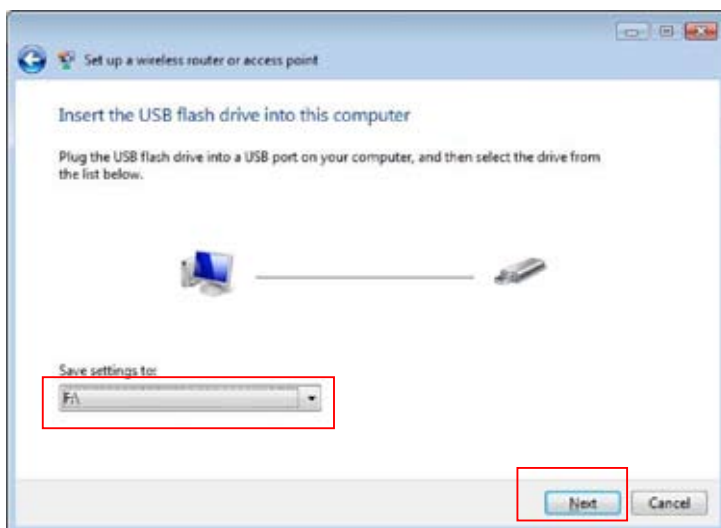 Set up a wireless router or access point
Insert the USB flash drive into this computer
Plug the USB flash drive into a USB port on your computer, and then select the drive from
the list below.
Save settings to:
F:\
Next
Cancel